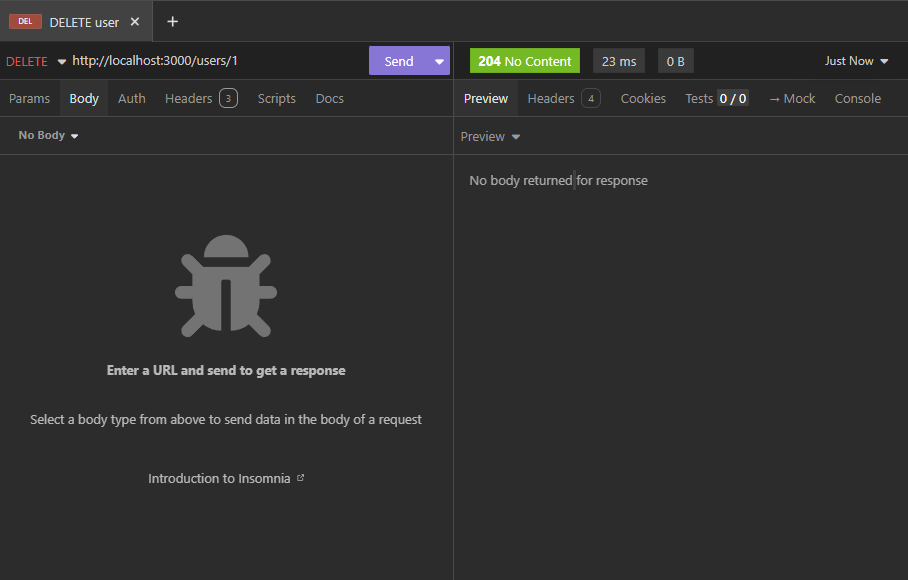 DEL DELETE user
DELETE http://localhost:3000/users/1 Send
204 No Content 23 ms 0 B Just Now
Params Body Auth Headers 3 Scripts Docs
Preview Headers 4 Cookies Tests 0 / 0 → Mock Console
No Body
Preview
No body returned for response
Enter a URL and send to get a response
Select a body type from above to send data in the body of a request
Introduction to Insomnia